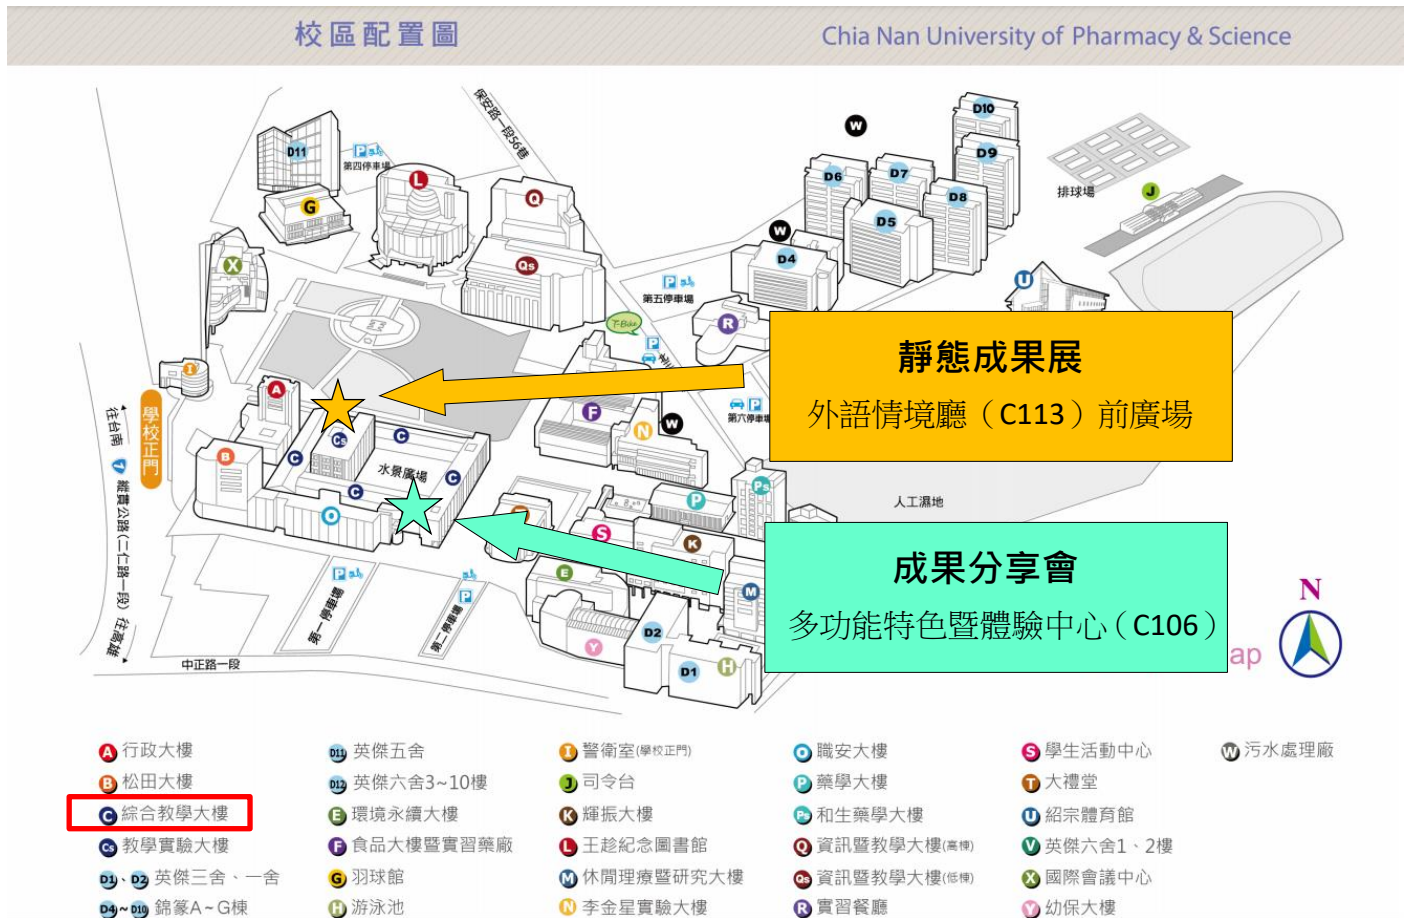 校區配置圖
Chia Nan University of Pharmacy & Science
保安路一段56巷
D10
W
D11
P
第四停車場
D9
L
D6
D7
排球場
Q
D8
J
G
D5
W
X
Qs
D4
P
第五停車場
U
T-Bike
R
P
靜態成果展
外語情境廳（C113）前廣場
I
A
往台南
學校正門
F
P
第六停車場
N
W
Cs
C
B
C
水景廣場
C
C
7
縱貫公路(二仁路一段)
往高雄
Ps
P
人工濕地
O
S
K
成果分享會
多功能特色暨體驗中心（C106）
P
第一停車場
P
第二停車場
E
M
N
D2
Y
H
D1
ap
中正路一段
A 行政大樓
B 松田大樓
C 綜合教學大樓
Cs 教學實驗大樓
D1、D2 英傑三舍、一舍
D4~D10 錦篆A~G棟
D11 英傑五舍
D12 英傑六舍3~10樓
E 環境永續大樓
F 食品大樓暨實習藥廠
G 羽球館
H 游泳池
I 警衛室(學校正門)
J 司令台
K 輝振大樓
L 王趁紀念圖書館
M 休閒理療暨研究大樓
N 李金星實驗大樓
O 職安大樓
P 藥學大樓
Ps 和生藥學大樓
Q 資訊暨教學大樓(高棟)
Qs 資訊暨教學大樓(低棟)
R 實習餐廳
S 學生活動中心
T 大禮堂
U 紹宗體育館
V 英傑六舍1、2樓
X 國際會議中心
Y 幼保大樓
W 污水處理廠